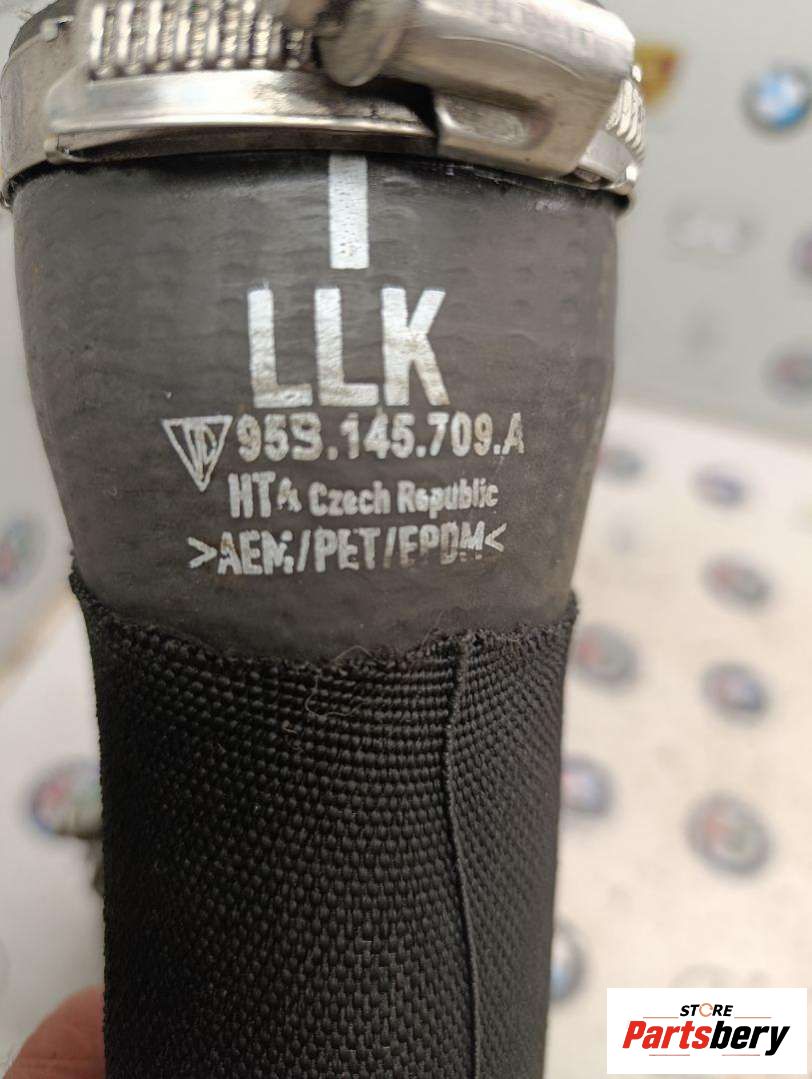 LLK
95B.145.709.A
HTA Czech Republic
>AEM/PET/EPDM<
STORE
Partsbery